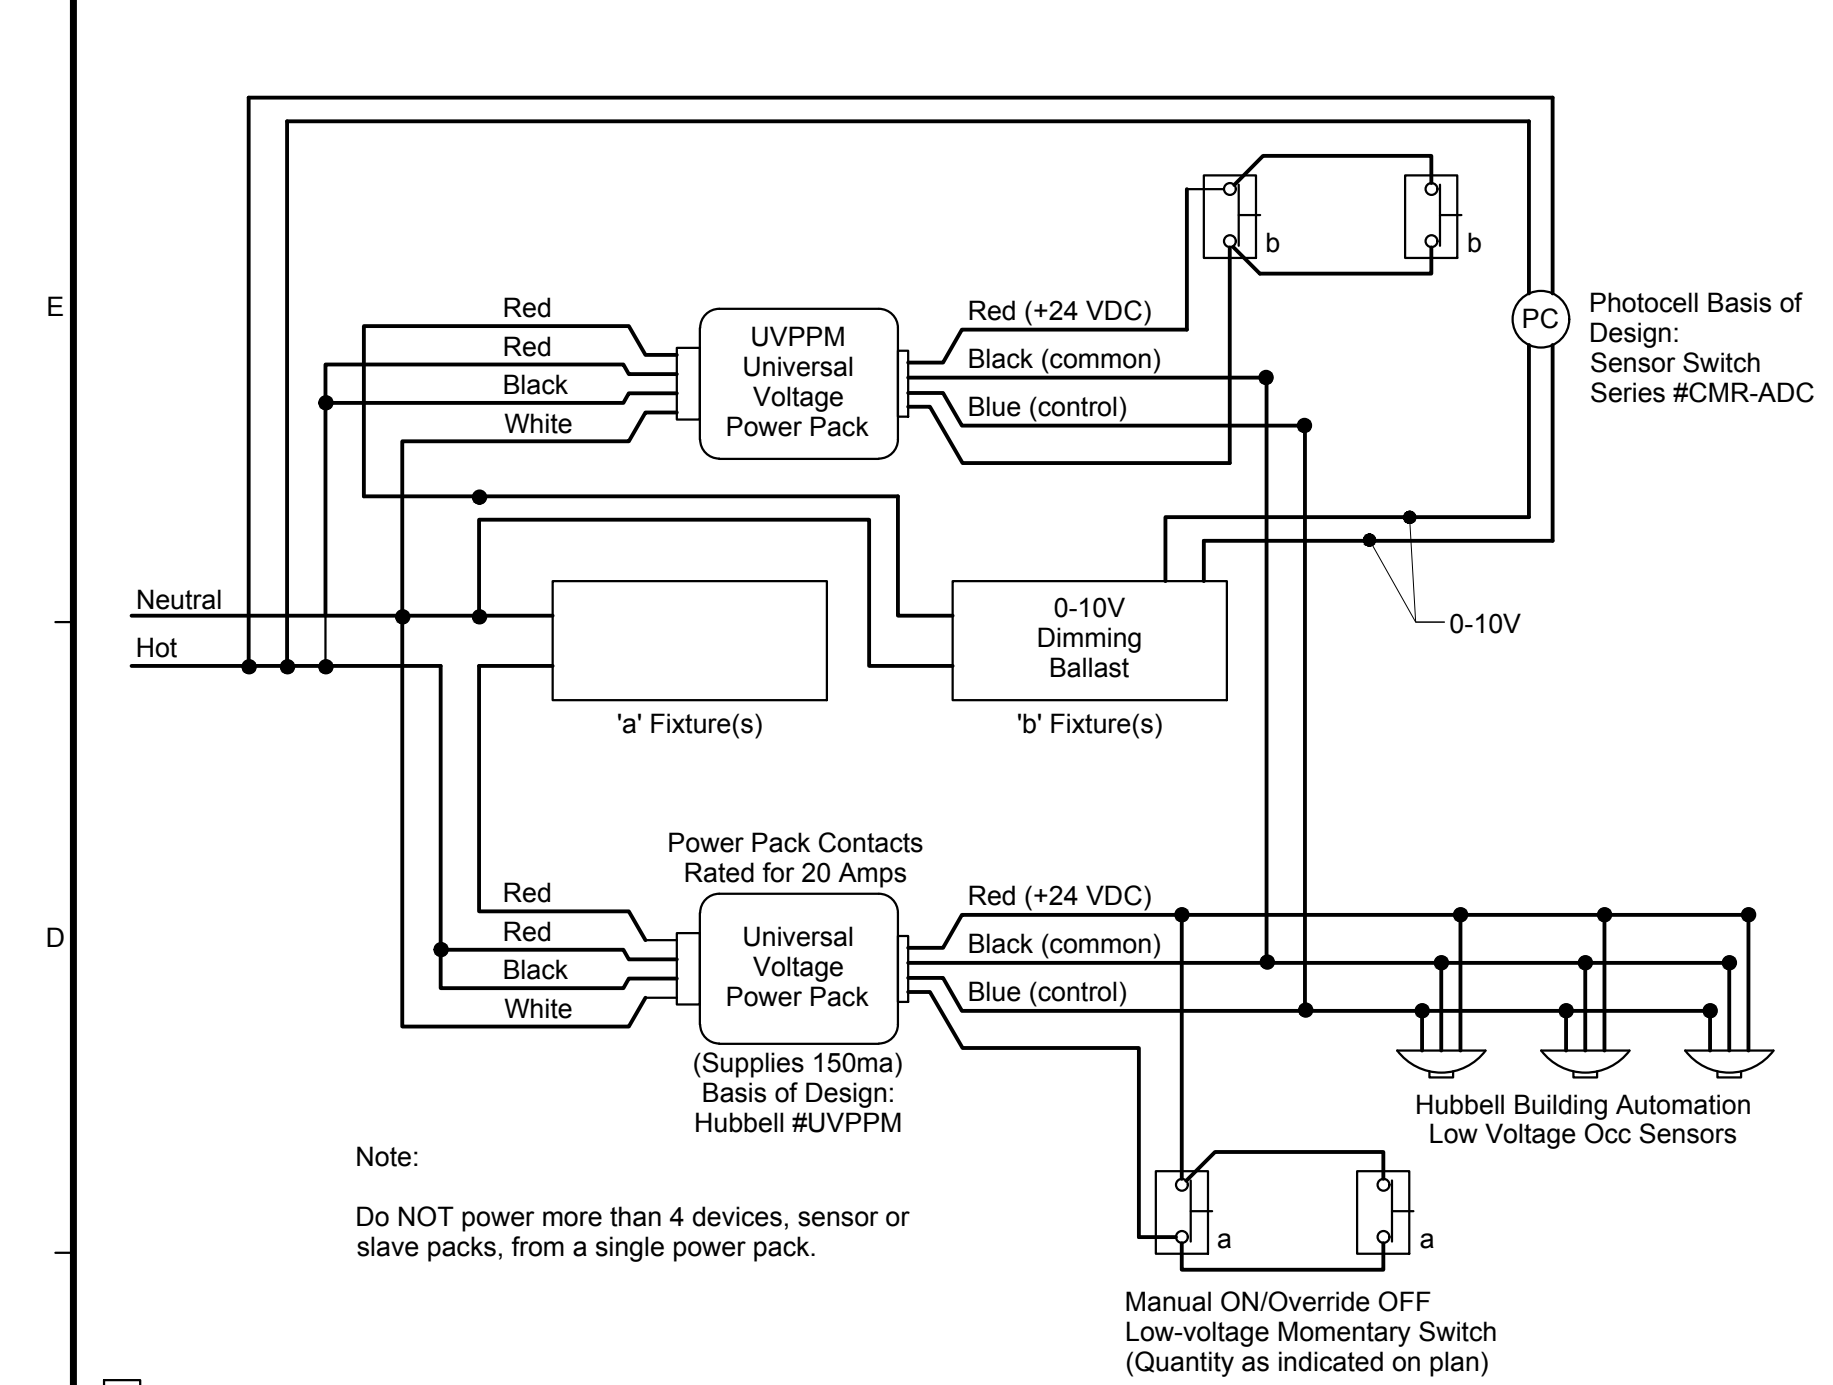 E
Red
Red
Black
White
UVPPM
Universal
Voltage
Power Pack
Red (+24 VDC)
Black (common)
Blue (control)
b
b
PC
Photocell Basis of
Design:
Sensor Switch
Series #CMR-ADC
Neutral
Hot
'a' Fixture(s)
0-10V
Dimming
Ballast
'b' Fixture(s)
0-10V
D
Power Pack Contacts
Rated for 20 Amps
Red
Red
Black
White
Universal
Voltage
Power Pack
(Supplies 150ma)
Basis of Design:
Hubbell #UVPPM
Red (+24 VDC)
Black (common)
Blue (control)
Hubbell Building Automation
Low Voltage Occ Sensors
Note:
Do NOT power more than 4 devices, sensor or
slave packs, from a single power pack.
a
a
Manual ON/Override OFF
Low-voltage Momentary Switch
(Quantity as indicated on plan)